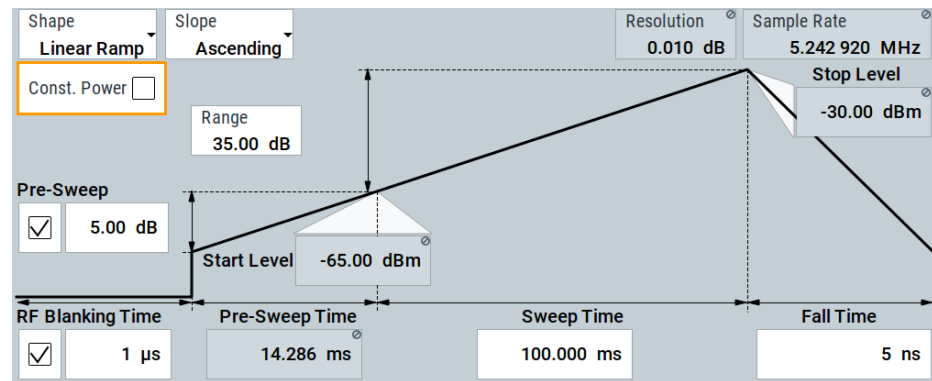 Shape
Linear Ramp
Slope
Ascending
Resolution
0.010 dB
Sample Rate
5.242 920 MHz
Const. Power
Stop Level
-30.00 dBm
Range
35.00 dB
Pre-Sweep
5.00 dB
Start Level
-65.00 dBm
RF Blanking Time
1 µs
Pre-Sweep Time
14.286 ms
Sweep Time
100.000 ms
Fall Time
5 ns